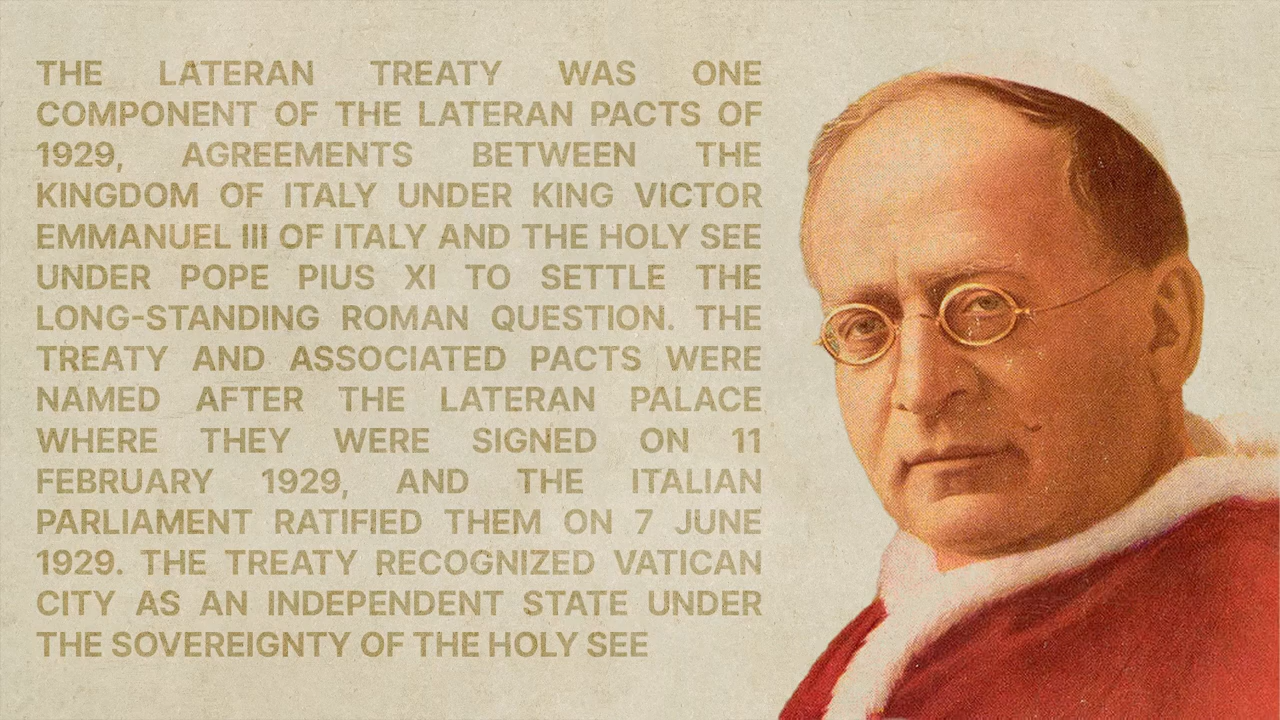 THE LATERAN TREATY WAS ONE
COMPONENT OF THE LATERAN PACTS OF
1929, AGREEMENTS BETWEEN THE
KINGDOM OF ITALY UNDER KING VICTOR
EMMANUEL III OF ITALY AND THE HOLY SEE
UNDER POPE PIUS XI TO SETTLE THE
LONG-STANDING ROMAN QUESTION. THE
TREATY AND ASSOCIATED PACTS WERE
NAMED AFTER THE LATERAN PALACE
WHERE THEY WERE SIGNED ON 11
FEBRUARY 1929, AND THE ITALIAN
PARLIAMENT RATIFIED THEM ON 7 JUNE
1929. THE TREATY RECOGNIZED VATICAN
CITY AS AN INDEPENDENT STATE UNDER
THE SOVEREIGNTY OF THE HOLY SEE